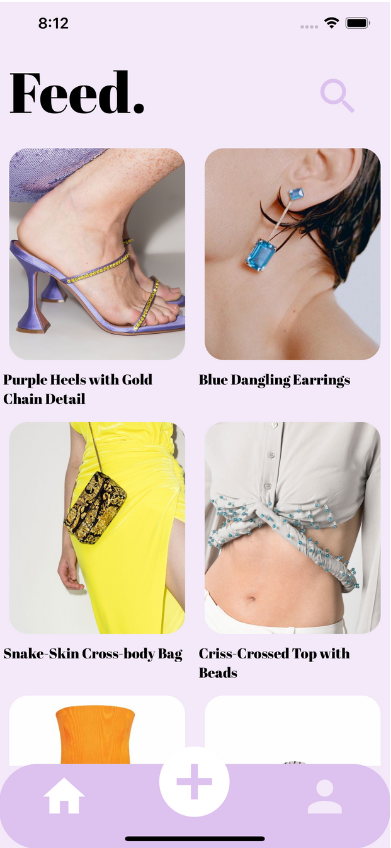 8:12
Feed.
Purple Heels with Gold
Chain Detail
Blue Dangling Earrings
Snake-Skin Cross-body Bag
Criss-Crossed Top with
Beads